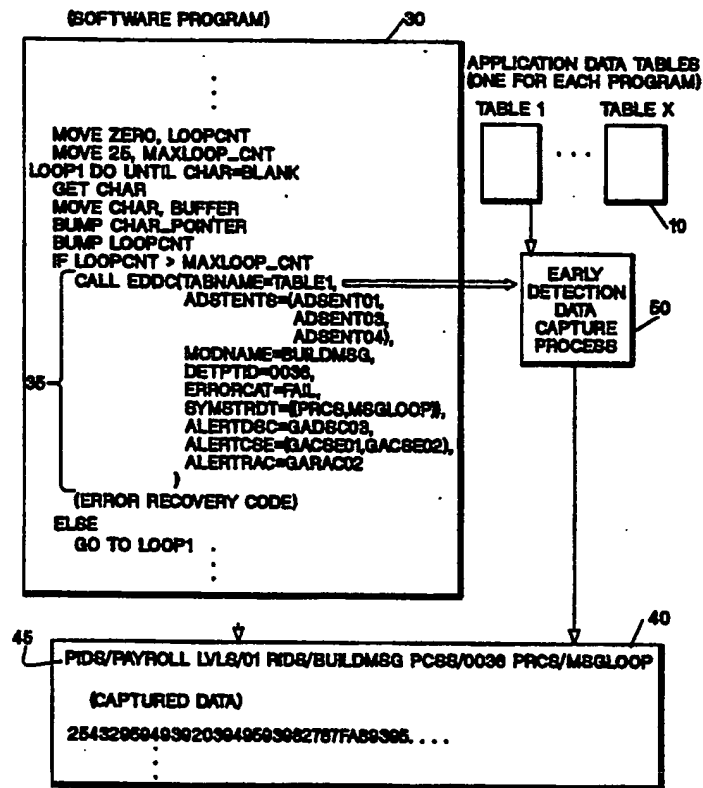 (SOFTWARE PROGRAM)
30
MOVE ZERO, LOOPCNT
MOVE 25, MAXLOOP_CNT
LOOP1 DO UNTIL CHAR=BLANK
GET CHAR
MOVE CHAR, BUFFER
BUMP CHAR_POINTER
BUMP LOOPCNT
IF LOOPCNT > MAXLOOP_CNT
CALL EDDC(TABNAME=TABLE1,
ADSTENTS=(ADSENT01,
ADSENT03,
ADSENT04),
MODNAME=BUILDMSG,
DETPTID=0036,
35
ERRORCAT=FAIL,
SYMSTRDT=((PRCS,MSGLOOP)),
ALERTDSC=GADSC03,
ALERTCSE=(GACSE01,GACSE02),
ALERTRAC=GARAC02
)
(ERROR RECOVERY CODE)
ELSE
GO TO LOOP1
APPLICATION DATA TABLES
(ONE FOR EACH PROGRAM)
TABLE 1 TABLE X
10
EARLY
DETECTION
DATA
CAPTURE
PROCESS
50
40
45
PIDS/PAYROLL LVLS/01 RIDS/BUILDMSG PCSS/0036 PRCS/MSGLOOP
(CAPTURED DATA)